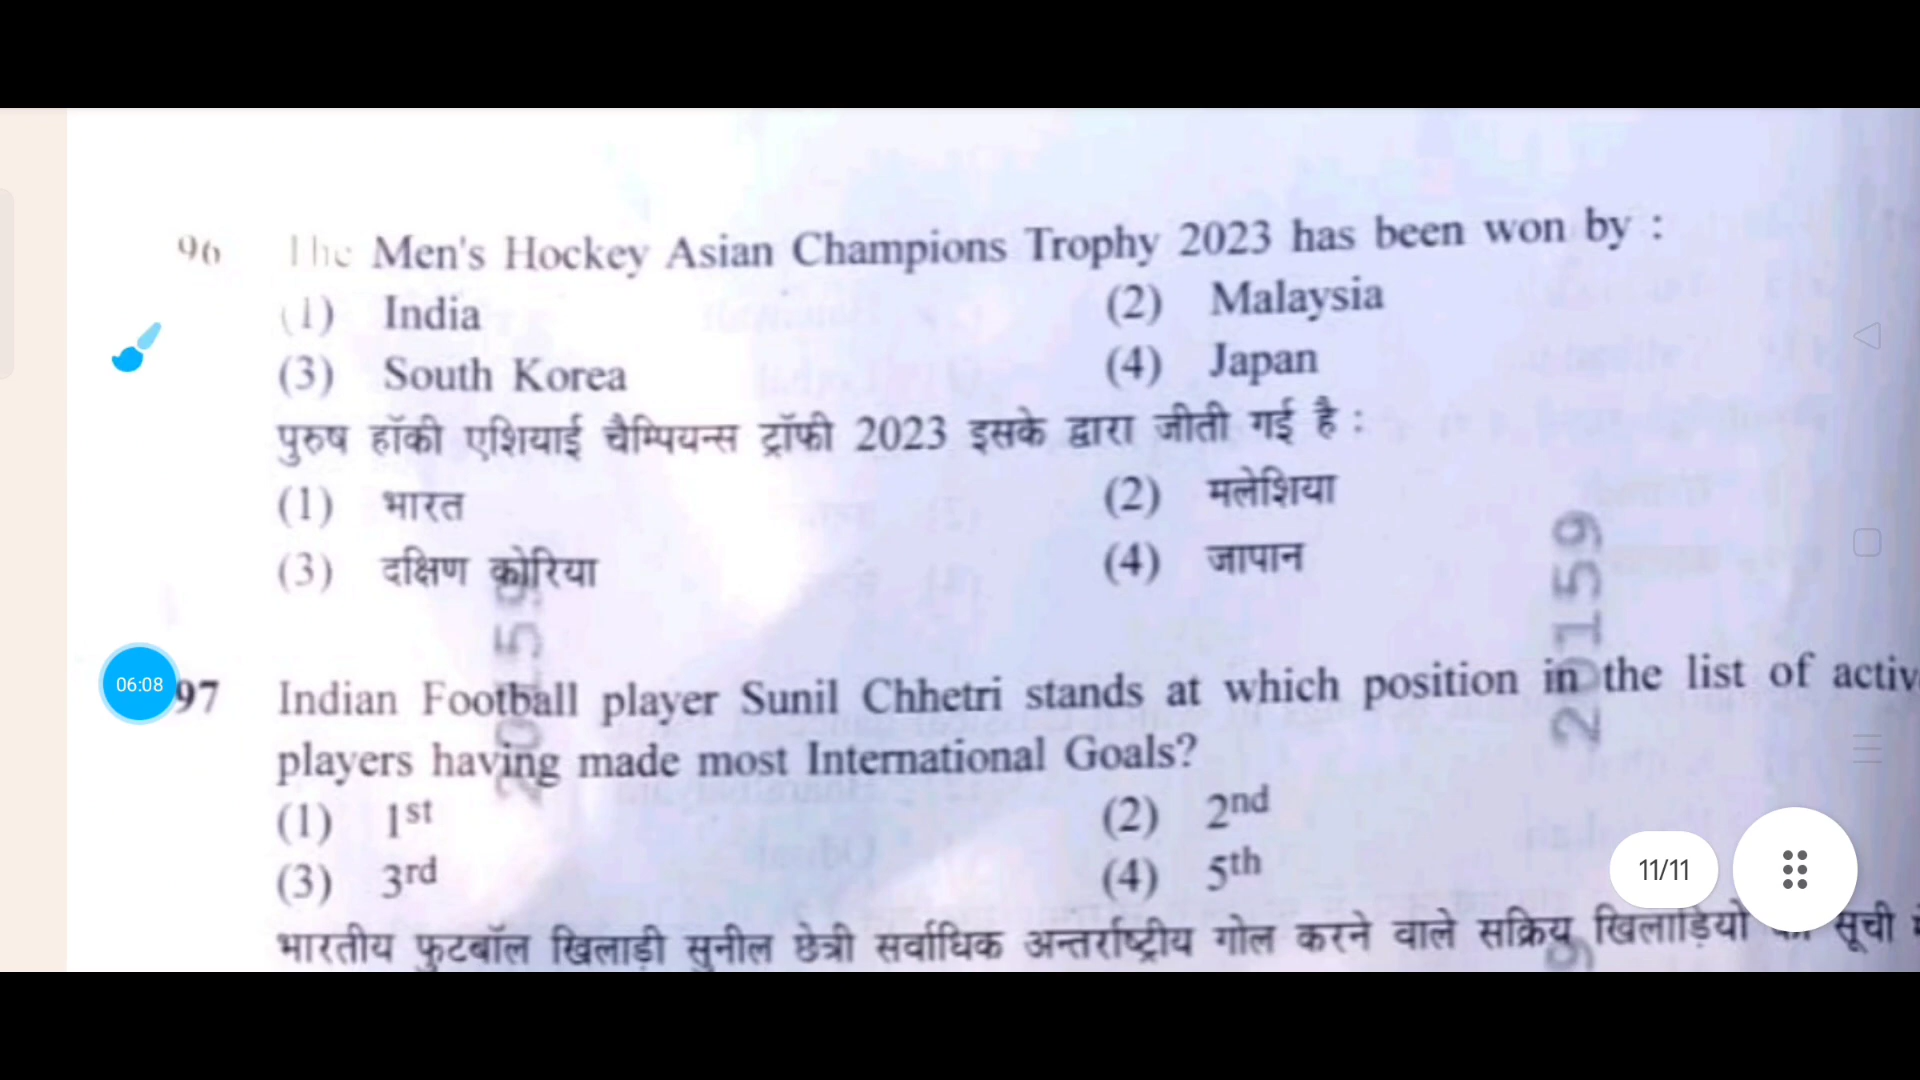 96 The Men's Hockey Asian Champions Trophy 2023 has been won by :
(1) India (2) Malaysia
(3) South Korea (4) Japan
पुरुष हॉकी एशियाई चैम्पियन्स ट्रॉफी 2023 इसके द्वारा जीती गई है :
(1) भारत (2) मलेशिया
(3) दक्षिण कोरिया (4) जापान
20159
20159
06:08
97 Indian Football player Sunil Chhetri stands at which position in the list of activ
players having made most International Goals?
(1) 1st (2) 2nd
(3) 3rd (4) 5th
11/11
भारतीय फुटबॉल खिलाड़ी सुनील छेत्री सर्वाधिक अन्तर्राष्ट्रीय गोल करने वाले सक्रिय खिलाड़ियों सूची
9